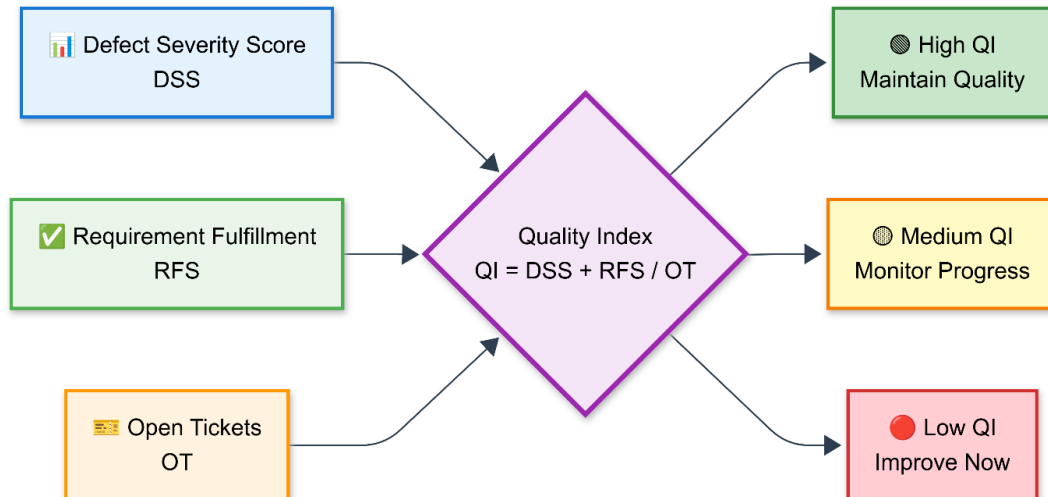 📊 Defect Severity Score
DSS
✅ Requirement Fulfillment
RFS
🎫 Open Tickets
OT
Quality Index
QI = DSS + RFS / OT
🟢 High QI
Maintain Quality
🟡 Medium QI
Monitor Progress
🔴 Low QI
Improve Now